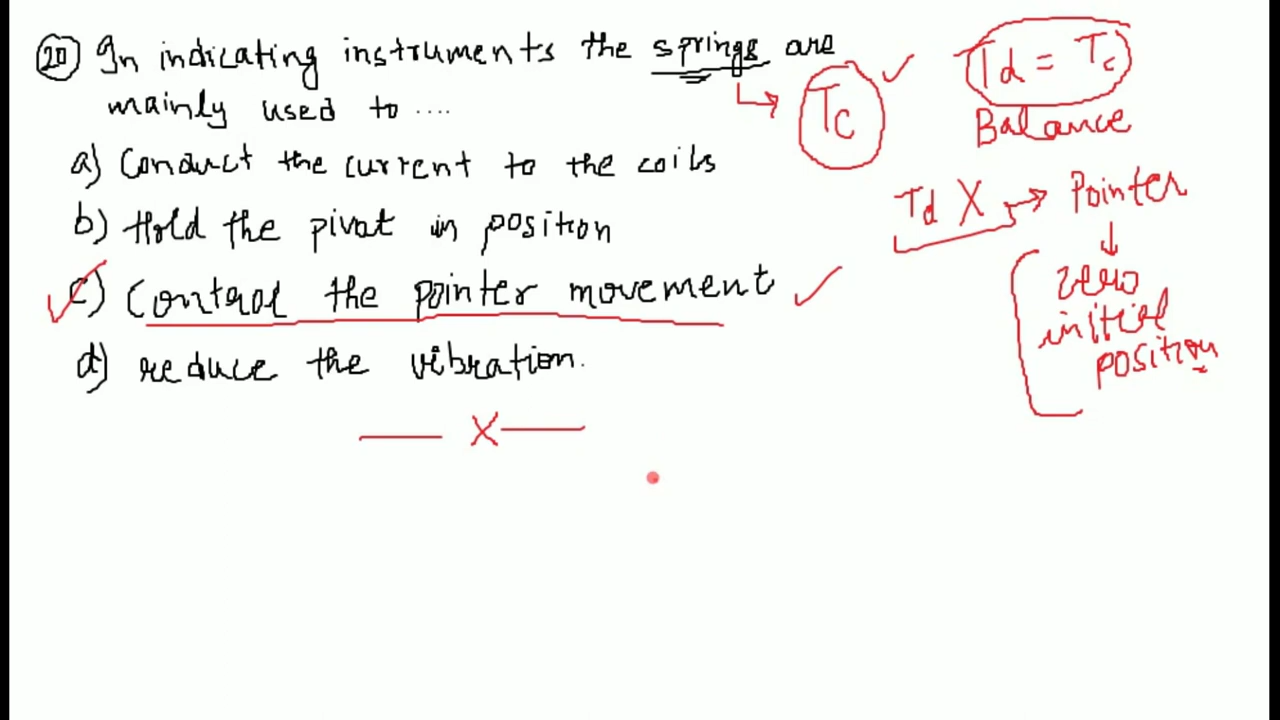 20 In indicating instruments the springs are
mainly used to ....
a) Conduct the current to the coils
b) Hold the pivot in position
c) Control the pointer movement
d) reduce the vibration.
X
Tc
Td = Tc
Balance
Td X → Pointer
zero
initial
position